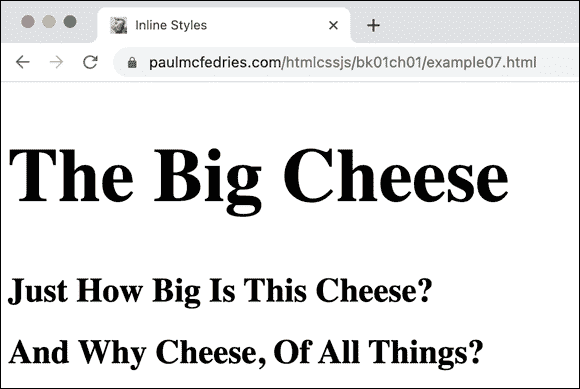 Inline Styles
paulmcfedries.com/htmlcssjs/bk01ch01/example07.html
The Big Cheese
Just How Big Is This Cheese?
And Why Cheese, Of All Things?